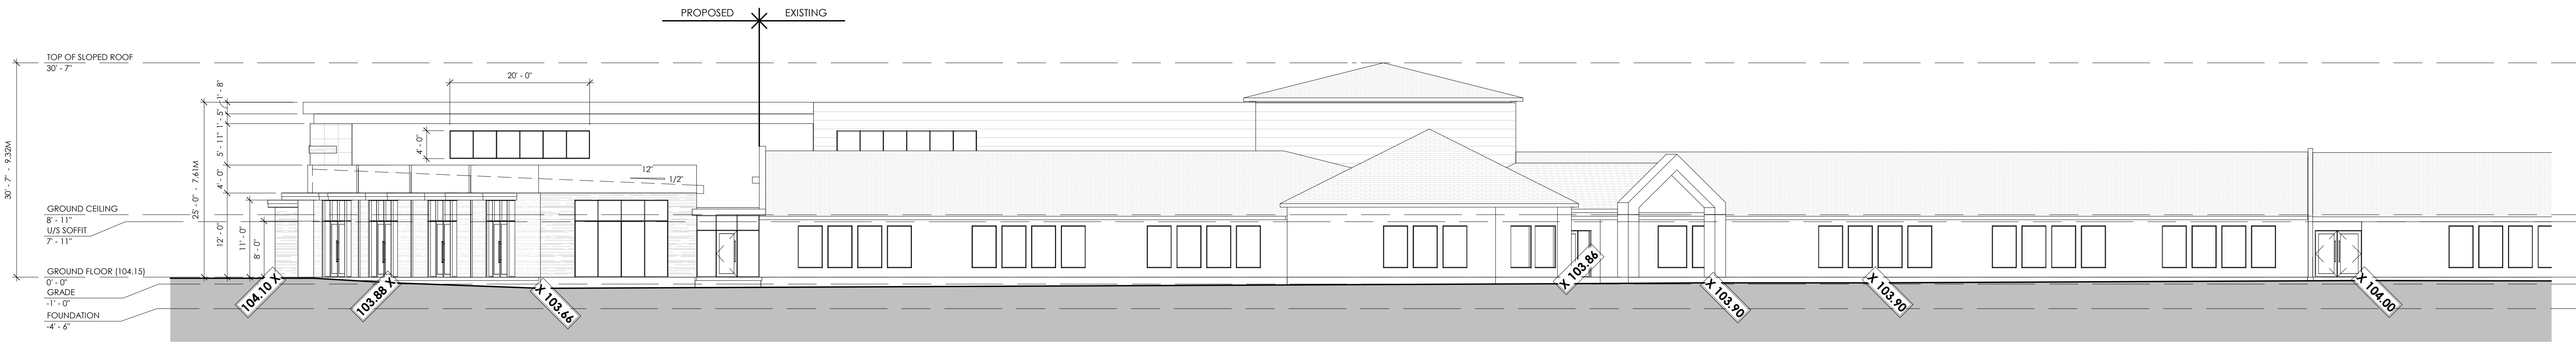 PROPOSED
EXISTING
TOP OF SLOPED ROOF
30' - 7"
20' - 0"
1' - 8"
1' - 5"
5' - 11"
4' - 0"
4' - 0"
12"
1/2"
30' - 7" - 9.32M
25' - 0" - 7.61M
12' - 0"
11' - 0"
8' - 0"
GROUND CEILING
8' - 11"
U/S SOFFIT
7' - 11"
GROUND FLOOR (104.15)
0' - 0"
GRADE
-1' - 0"
FOUNDATION
-4' - 6"
104.10 X
103.88 X
X 103.66
X 103.86
X 103.90
X 103.90
X 104.00